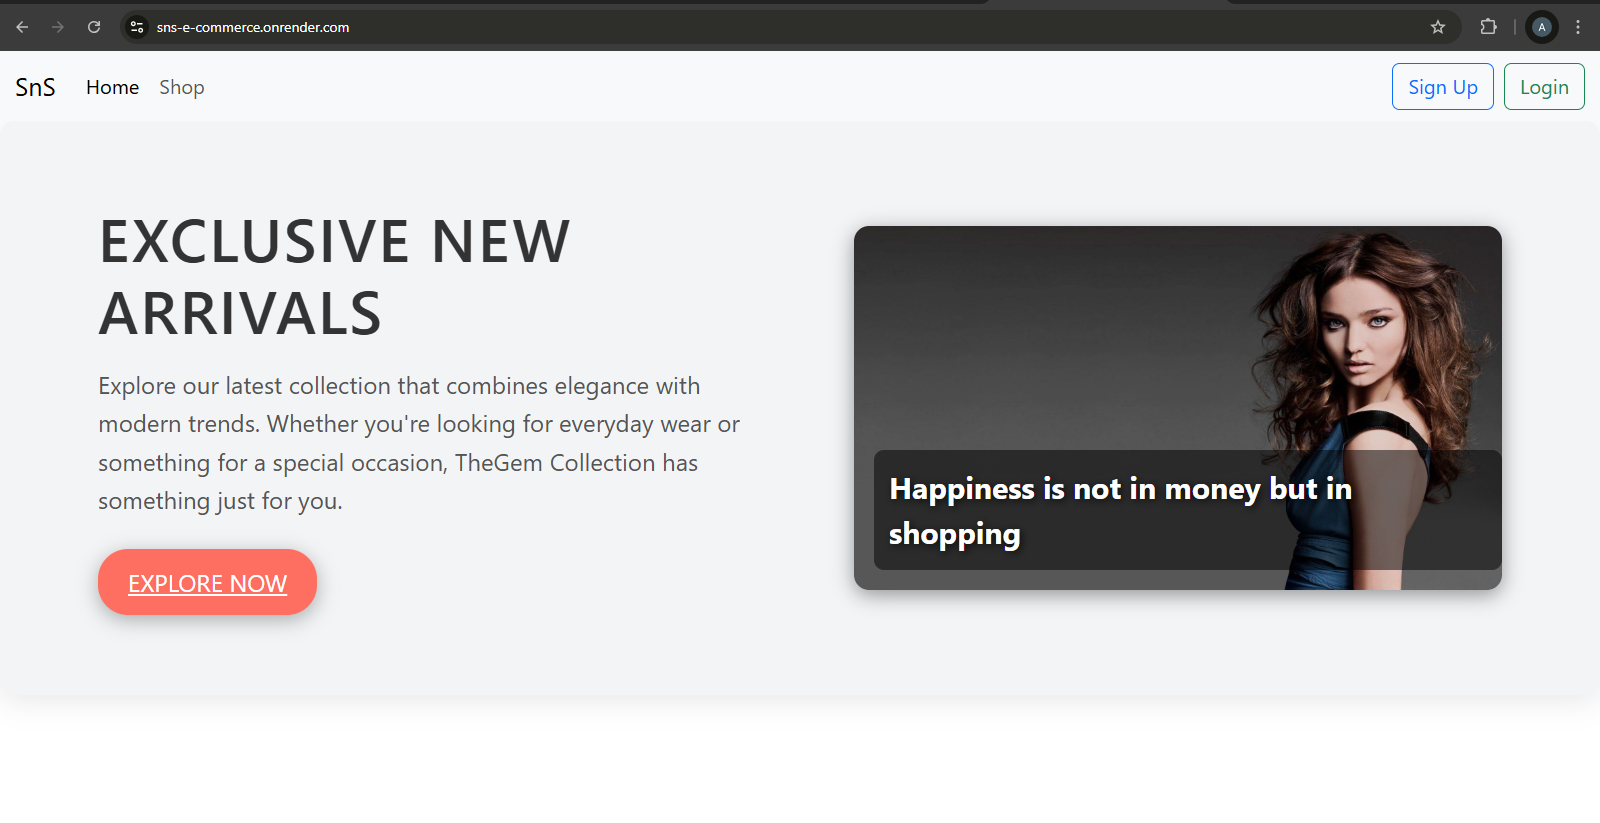 sns-e-commerce.onrender.com
A
SnS Home Shop Sign Up Login
EXCLUSIVE NEW
ARRIVALS
Explore our latest collection that combines elegance with
modern trends. Whether you're looking for everyday wear or
something for a special occasion, TheGem Collection has
something just for you.
EXPLORE NOW
Happiness is not in money but in
shopping